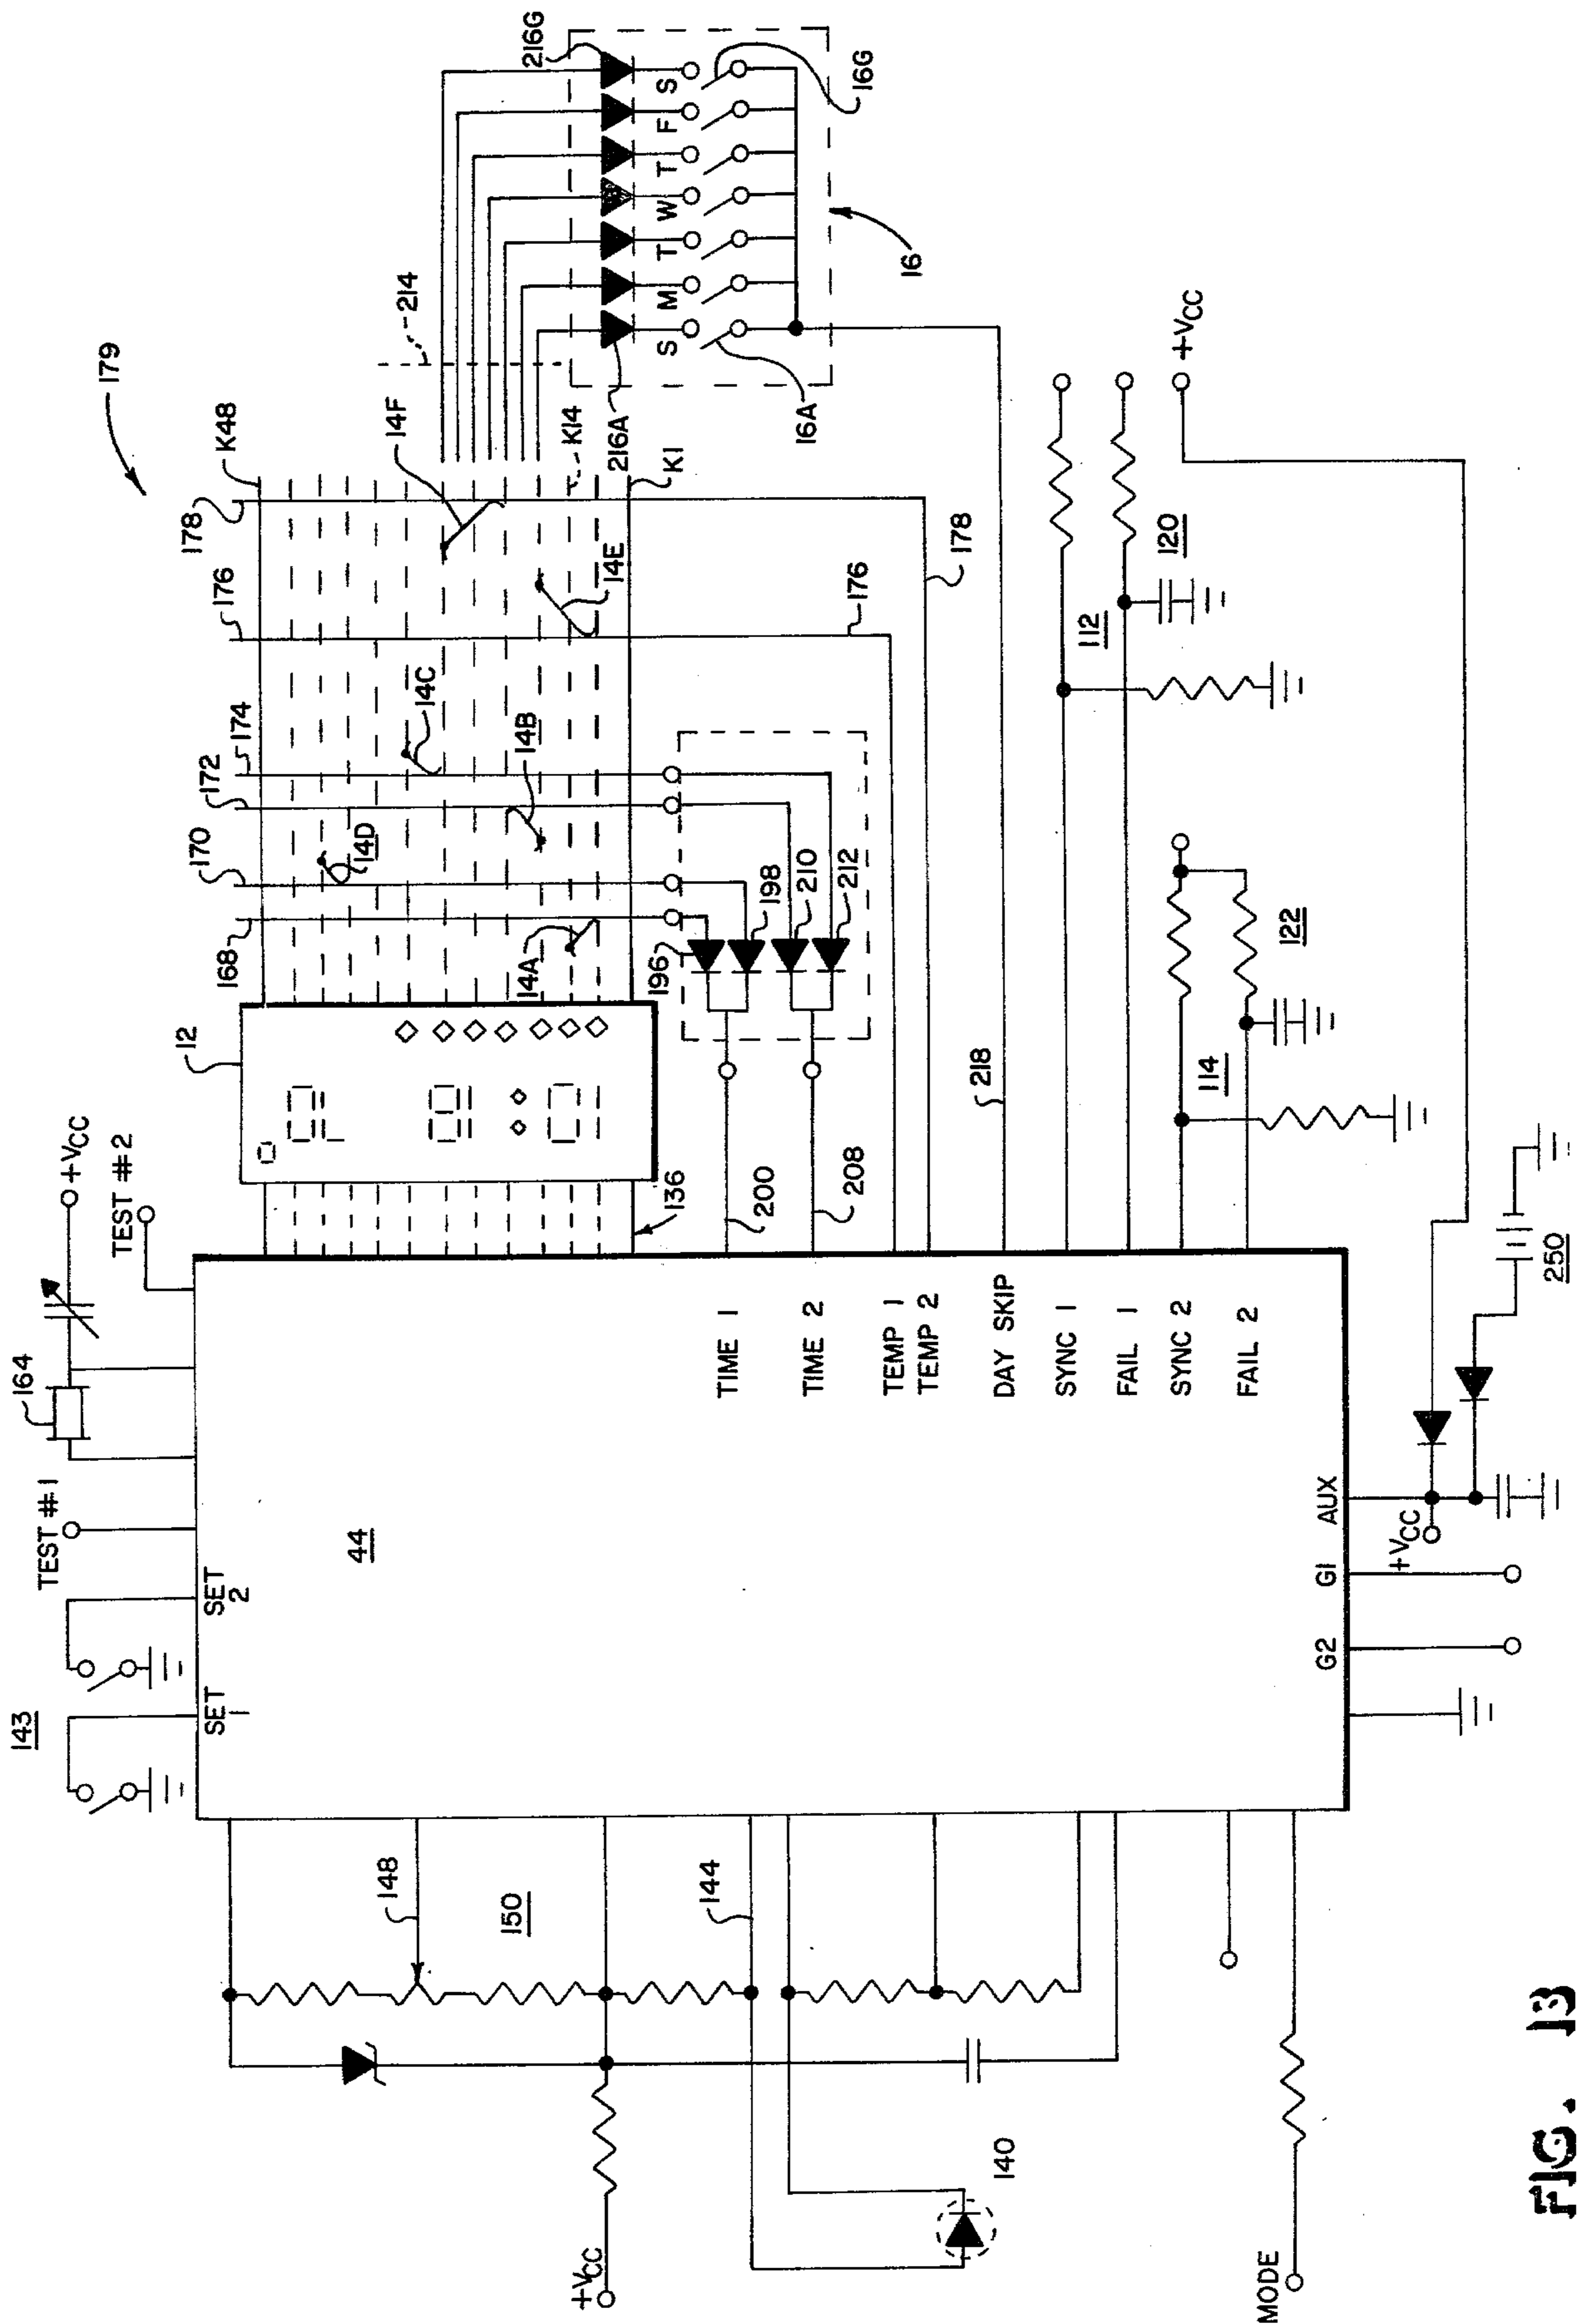 179
143
TEST #1
164
+VCC
TEST #2
12
168
170
172
174
176
178
K48
14D
14C
14F
214
216G
SET
1
SET
2
14A
14B
14E
K14
K1
216A
S
M
T
W
T
F
S
16A
16G
16
136
196
198
210
212
44
148
150
144
140
+VCC
MODE
200
208
176
178
218
TIME 1
TIME 2
TEMP 1
TEMP 2
DAY SKIP
SYNC 1
FAIL 1
SYNC 2
FAIL 2
112
120
114
122
+VCC
G2
G1
AUX
+VCC
250
FIG. 13